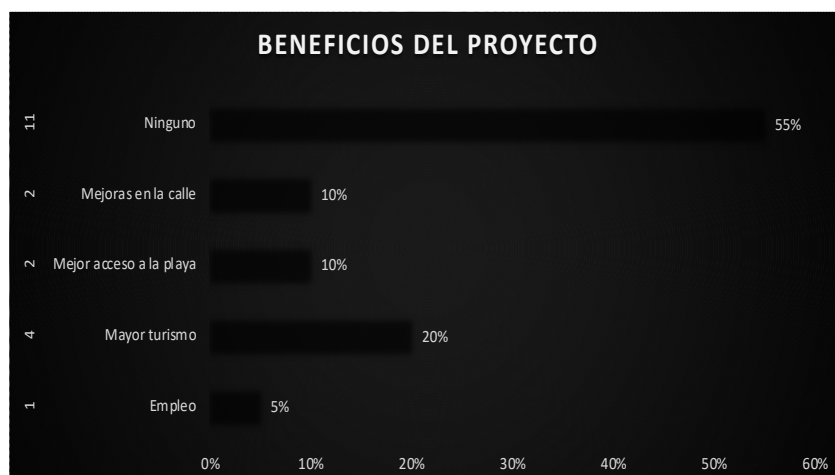 BENEFICIOS DEL PROYECTO
11 Ninguno 55%
2 Mejoras en la calle 10%
2 Mejor acceso a la playa 10%
4 Mayor turismo 20%
1 Empleo 5%
0% 10% 20% 30% 40% 50% 60%